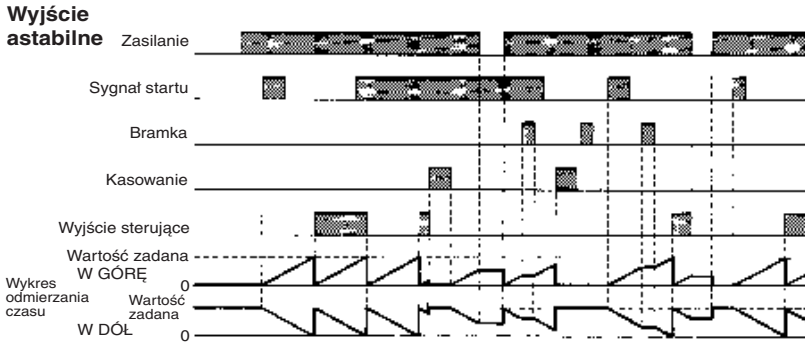 Wyjście
astabilne
Zasilanie
Sygnał startu
Bramka
Kasowanie
Wyjście sterujące
Wartość zadana
W GÓRĘ
0
Wykres
odmierzania
czasu
Wartość
zadana
W DÓŁ
0